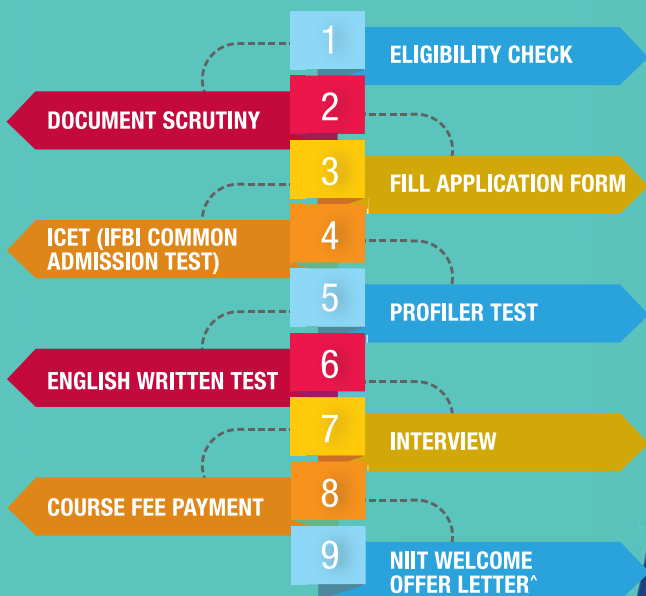 1
ELIGIBILITY CHECK
2
DOCUMENT SCRUTINY
3
FILL APPLICATION FORM
4
ICET (IFBI COMMON
ADMISSION TEST)
5
PROFILER TEST
6
ENGLISH WRITTEN TEST
7
INTERVIEW
8
COURSE FEE PAYMENT
9
NIIT WELCOME
OFFER LETTER^